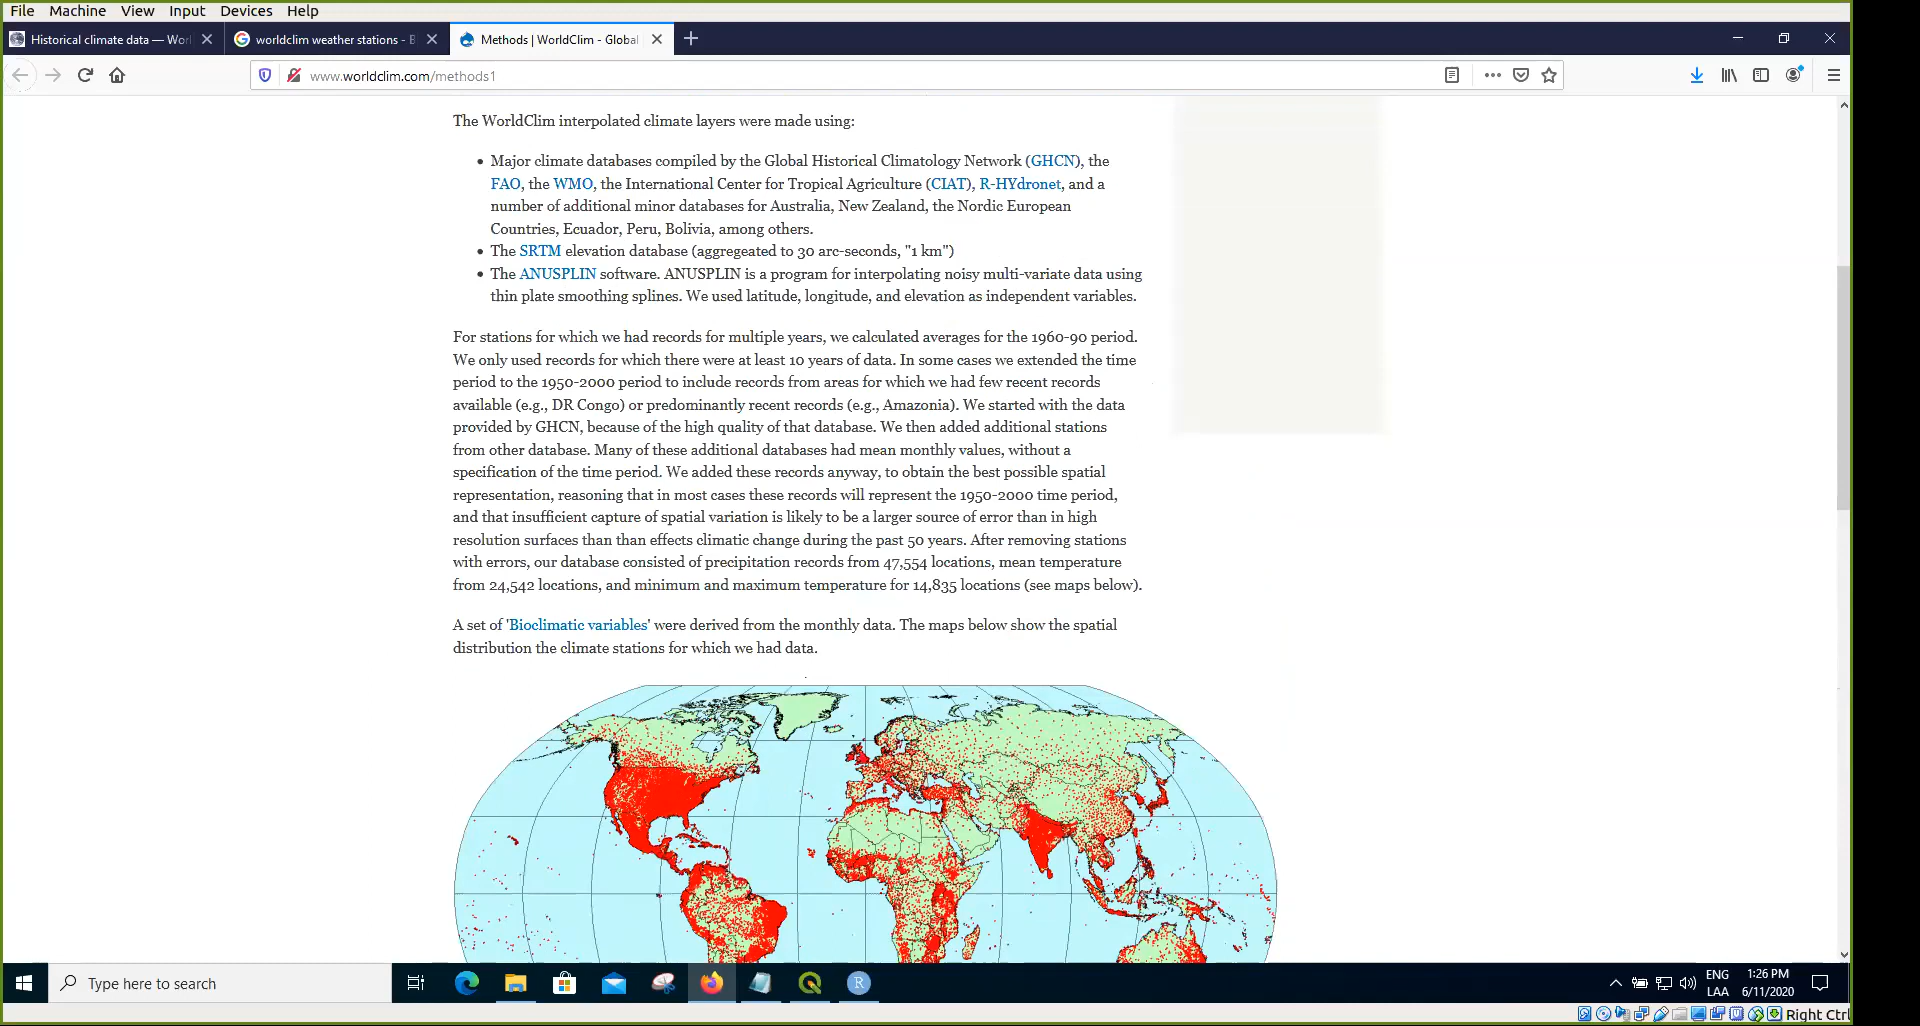 File Machine View Input Devices Help
Historical climate data — Wor
worldclim weather stations - B
Methods | WorldClim - Global
www.worldclim.com/methods1
The WorldClim interpolated climate layers were made using:
• Major climate databases compiled by the Global Historical Climatology Network (GHCN), the
FAO, the WMO, the International Center for Tropical Agriculture (CIAT), R-HYdronet, and a
number of additional minor databases for Australia, New Zealand, the Nordic European
Countries, Ecuador, Peru, Bolivia, among others.
• The SRTM elevation database (aggregeated to 30 arc-seconds, "1 km")
• The ANUSPLIN software. ANUSPLIN is a program for interpolating noisy multi-variate data using
thin plate smoothing splines. We used latitude, longitude, and elevation as independent variables.
For stations for which we had records for multiple years, we calculated averages for the 1960-90 period.
We only used records for which there were at least 10 years of data. In some cases we extended the time
period to the 1950-2000 period to include records from areas for which we had few recent records
available (e.g., DR Congo) or predominantly recent records (e.g., Amazonia). We started with the data
provided by GHCN, because of the high quality of that database. We then added additional stations
from other database. Many of these additional databases had mean monthly values, without a
specification of the time period. We added these records anyway, to obtain the best possible spatial
representation, reasoning that in most cases these records will represent the 1950-2000 time period,
and that insufficient capture of spatial variation is likely to be a larger source of error than in high
resolution surfaces than than effects climatic change during the past 50 years. After removing stations
with errors, our database consisted of precipitation records from 47,554 locations, mean temperature
from 24,542 locations, and minimum and maximum temperature for 14,835 locations (see maps below).
A set of 'Bioclimatic variables' were derived from the monthly data. The maps below show the spatial
distribution the climate stations for which we had data.
Type here to search
R
ENG
LAA
1:26 PM
6/11/2020
Right Ctrl